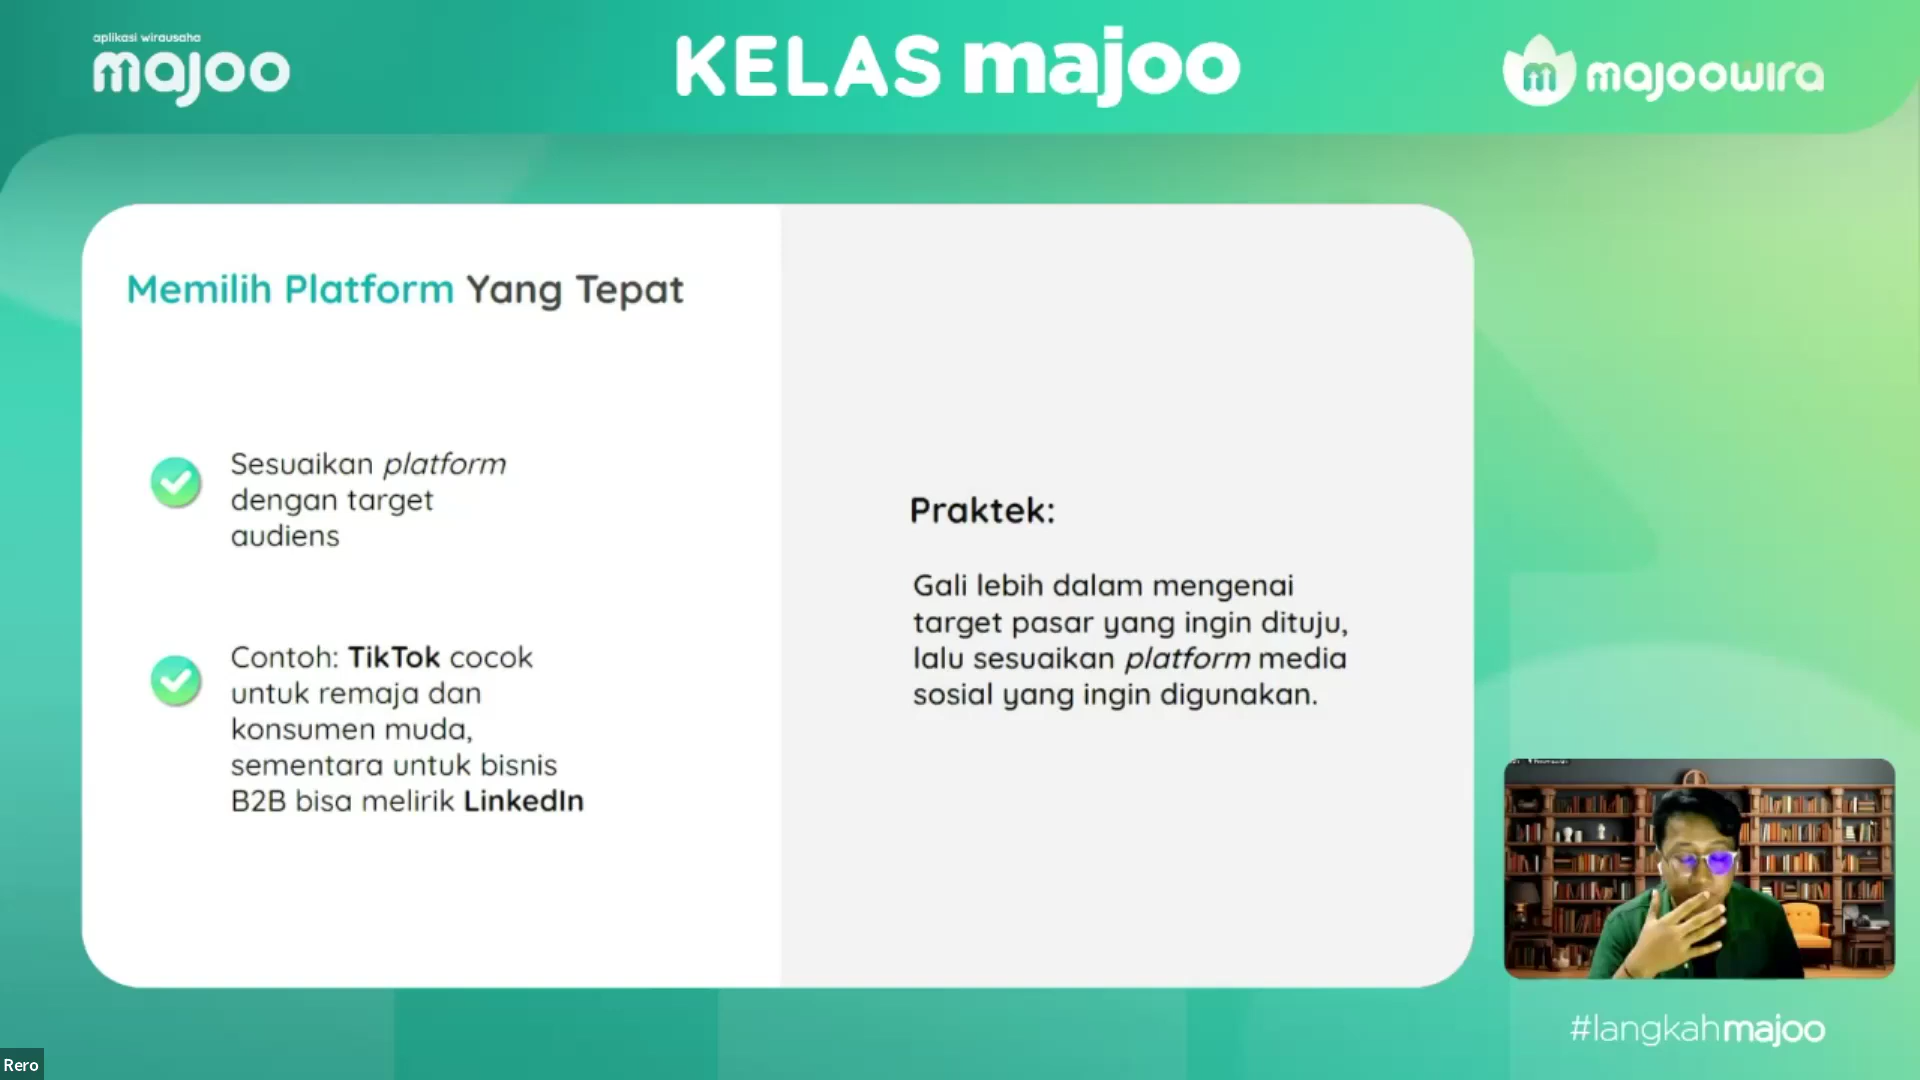 aplikasi wirausaha
majoo
KELAS majoo
majoowira
Memilih Platform Yang Tepat
Sesuaikan platform
dengan target
audiens
Contoh: TikTok cocok
untuk remaja dan
konsumen muda,
sementara untuk bisnis
B2B bisa melirik LinkedIn
Praktek:
Gali lebih dalam mengenai
target pasar yang ingin dituju,
lalu sesuaikan platform media
sosial yang ingin digunakan.
#langkahmajoo
Rero